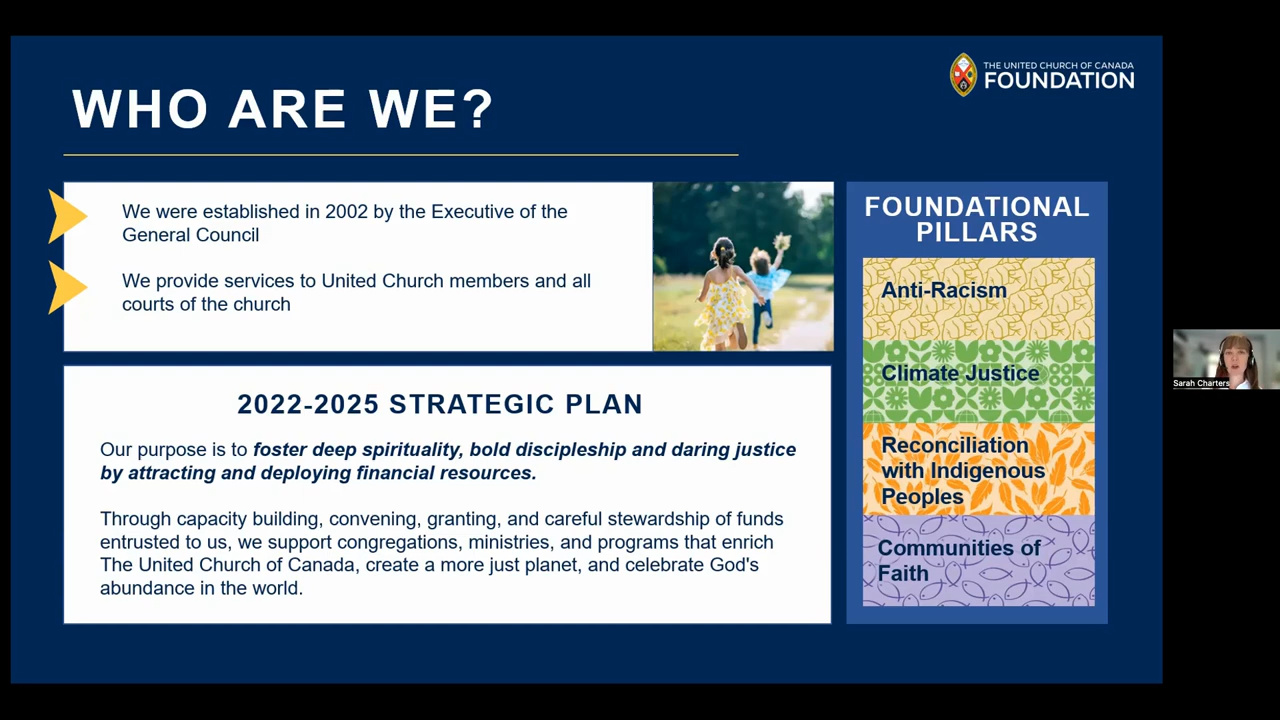 THE UNITED CHURCH OF CANADA
FOUNDATION
WHO ARE WE?
We were established in 2002 by the Executive of the
General Council
We provide services to United Church members and all
courts of the church
2022-2025 STRATEGIC PLAN
Our purpose is to foster deep spirituality, bold discipleship and daring justice
by attracting and deploying financial resources.
Through capacity building, convening, granting, and careful stewardship of funds
entrusted to us, we support congregations, ministries, and programs that enrich
The United Church of Canada, create a more just planet, and celebrate God's
abundance in the world.
FOUNDATIONAL
PILLARS
Anti-Racism
Climate Justice
Reconciliation
with Indigenous
Peoples
Communities of
Faith
Sarah Charters